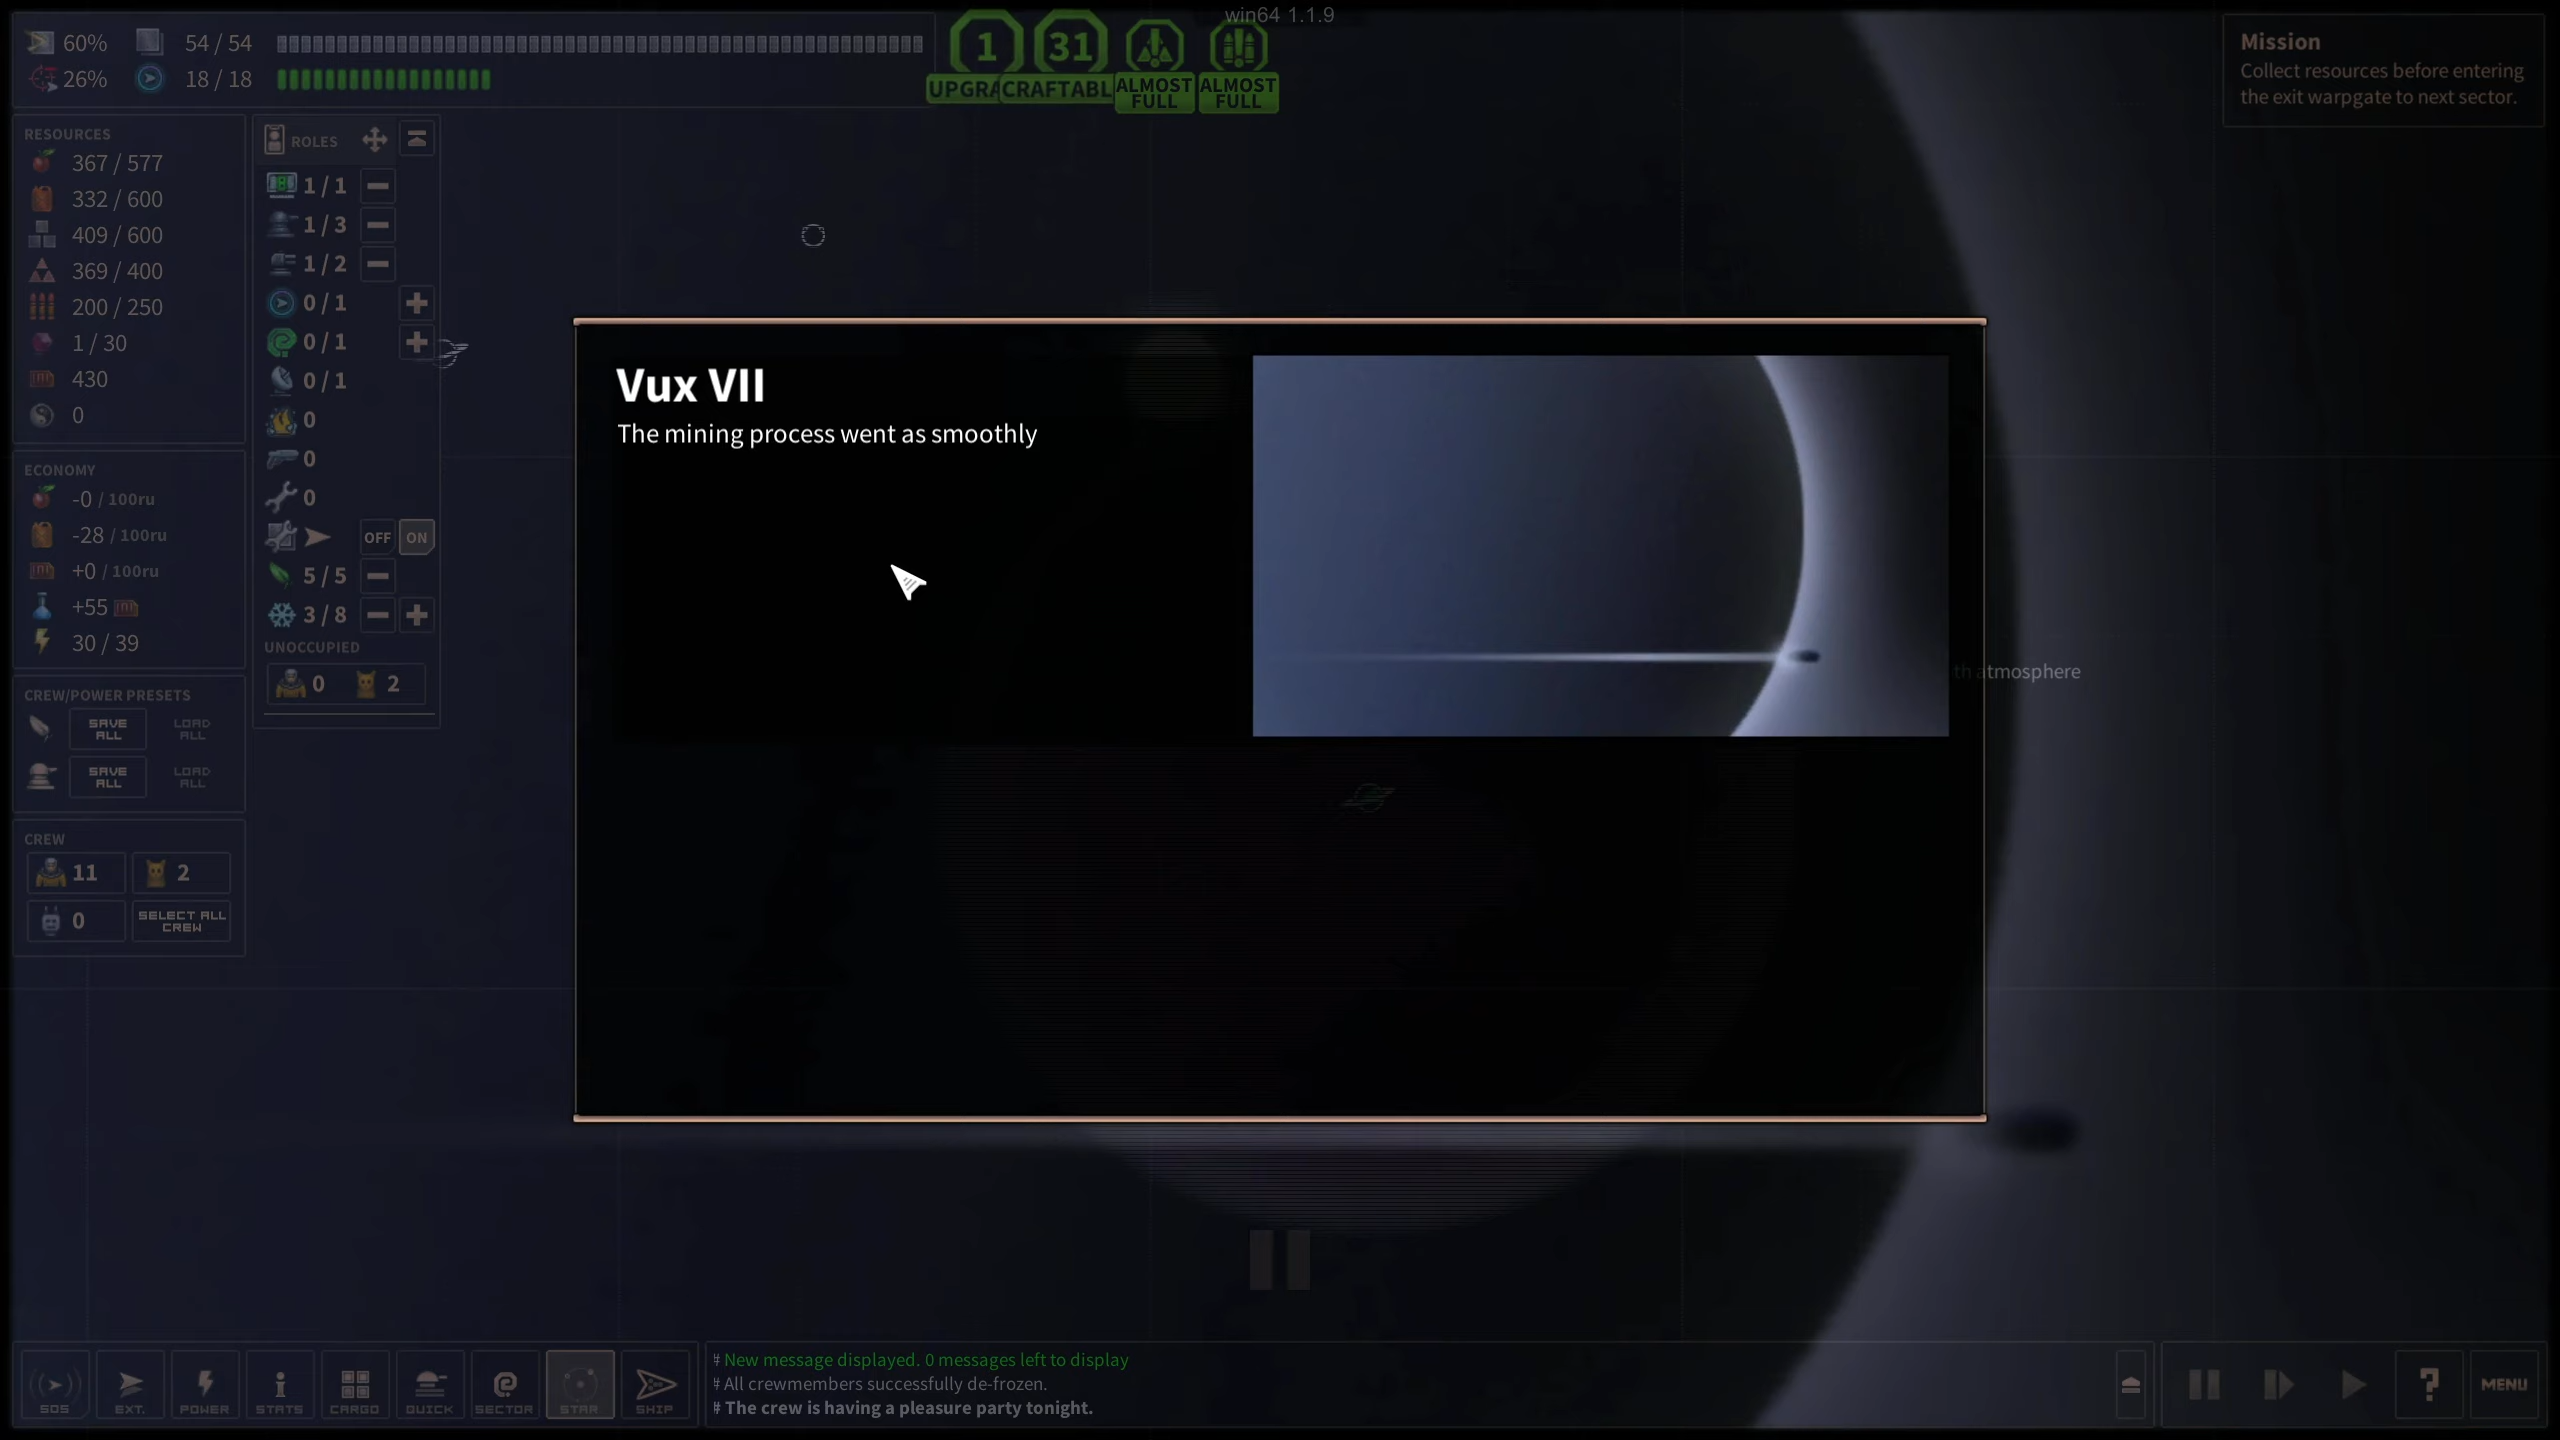 win64 1.1.9
60%
54 / 54
26%
18 / 18
1
31
UPGRA
CRAFTABL
ALMOST
FULL
ALMOST
FULL
Mission
Collect resources before entering
the exit warpgate to next sector.
RESOURCES
367 / 577
332 / 600
409 / 600
369 / 400
200 / 250
1 / 30
430
0
ECONOMY
-0 / 100ru
-28 / 100ru
+0 / 100ru
+55
30 / 39
CREW/POWER PRESETS
SAVE ALL
LOAD ALL
SAVE ALL
LOAD ALL
CREW
11
2
0
SELECT ALL
CREW
ROLES
1 / 1
1 / 3
1 / 2
0 / 1
0 / 1
0 / 1
0
0
0
OFF ON
5 / 5
3 / 8
UNOCCUPIED
0
2
Vux VII
The mining process went as smoothly
th atmosphere
SOS
EXT.
POWER
STATS
CARGO
QUICK
SECTOR
STAR
SHIP
# New message displayed. 0 messages left to display
# All crewmembers successfully de-frozen.
# The crew is having a pleasure party tonight.
?
MENU